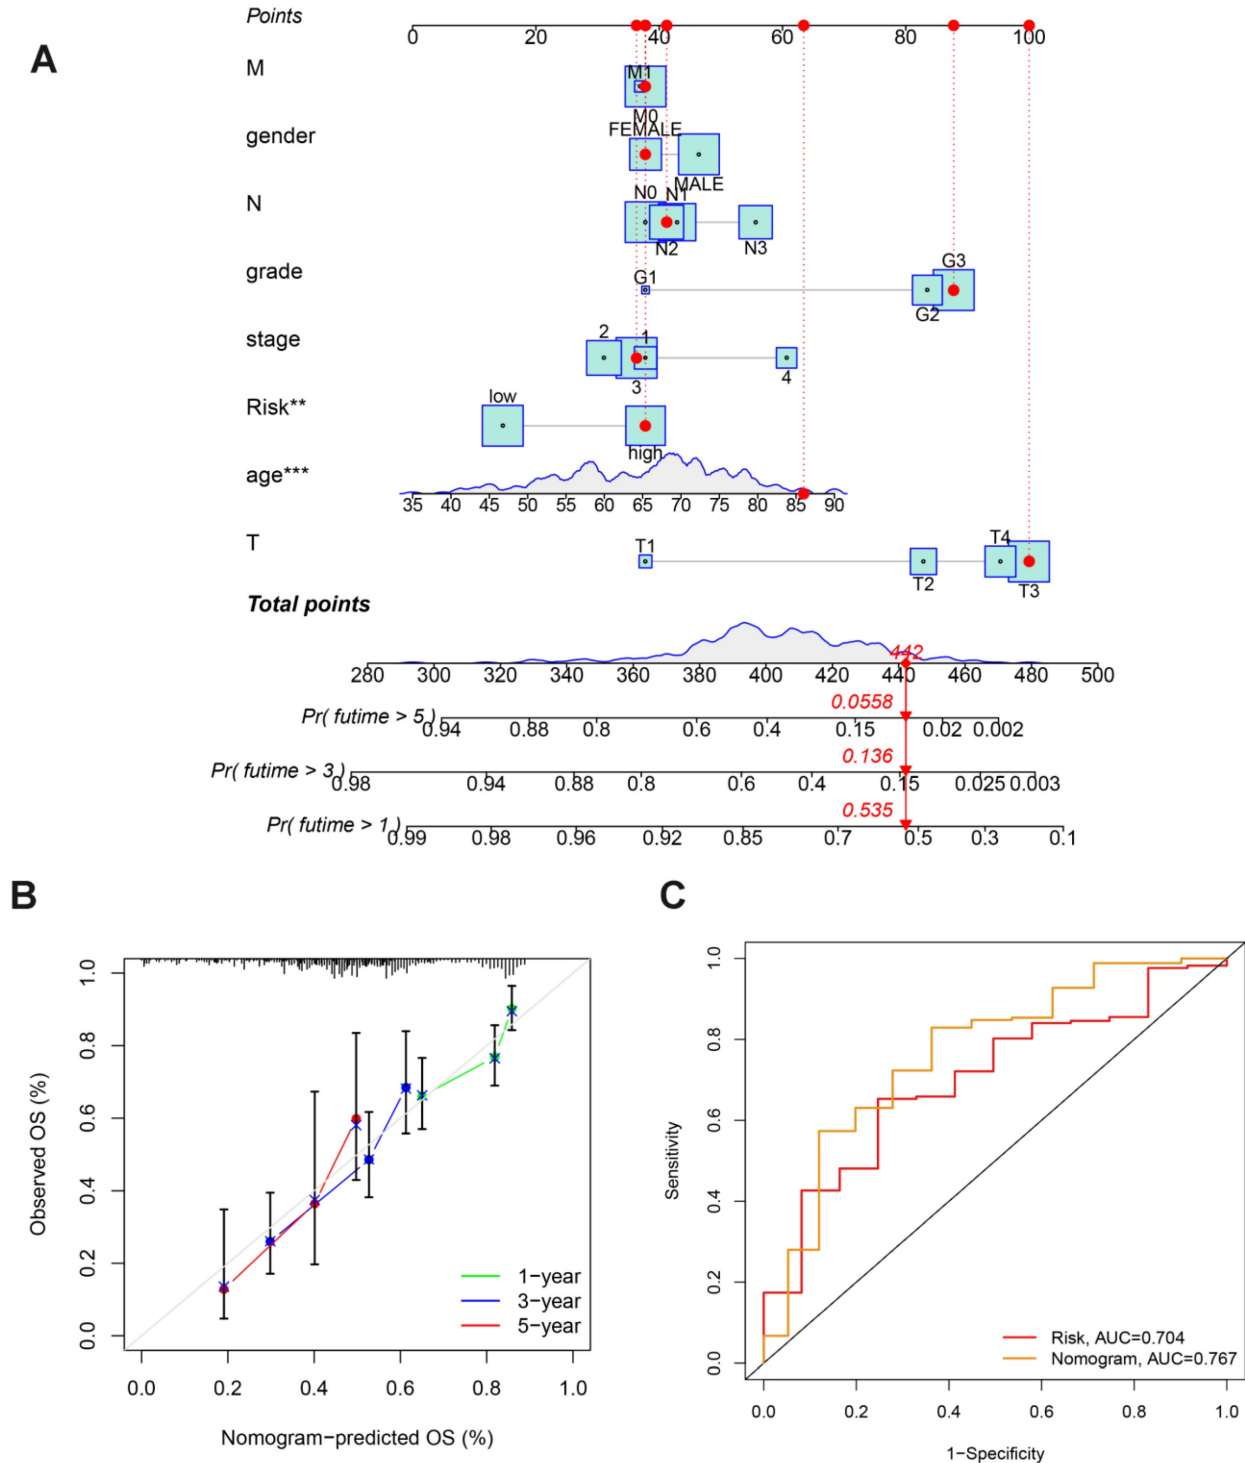 A
Points
0 20 40 60 80 100
M
M1
M0
gender
FEMALE
MALE
N
N0 N1
N2 N3
grade
G1 G3
G2
stage
2 1
3 4
Risk**
low
high
age***
35 40 45 50 55 60 65 70 75 80 85 90
T
T1 T4
T2 T3
Total points
442
280 300 320 340 360 380 400 420 440 460 480 500
0.0558
Pr( futime > 5 )
0.94 0.88 0.8 0.6 0.4 0.15 0.02 0.002
0.136
Pr( futime > 3 )
0.98 0.94 0.88 0.8 0.6 0.4 0.15 0.025 0.003
0.535
Pr( futime > 1 )
0.99 0.98 0.96 0.92 0.85 0.7 0.5 0.3 0.1
B
Observed OS (%)
1.0
0.8
0.6
0.4
0.2
0.0
1−year
3−year
5−year
0.0 0.2 0.4 0.6 0.8 1.0
Nomogram−predicted OS (%)
C
Sensitivity
1.0
0.8
0.6
0.4
0.2
0.0
Risk, AUC=0.704
Nomogram, AUC=0.767
0.0 0.2 0.4 0.6 0.8 1.0
1−Specificity